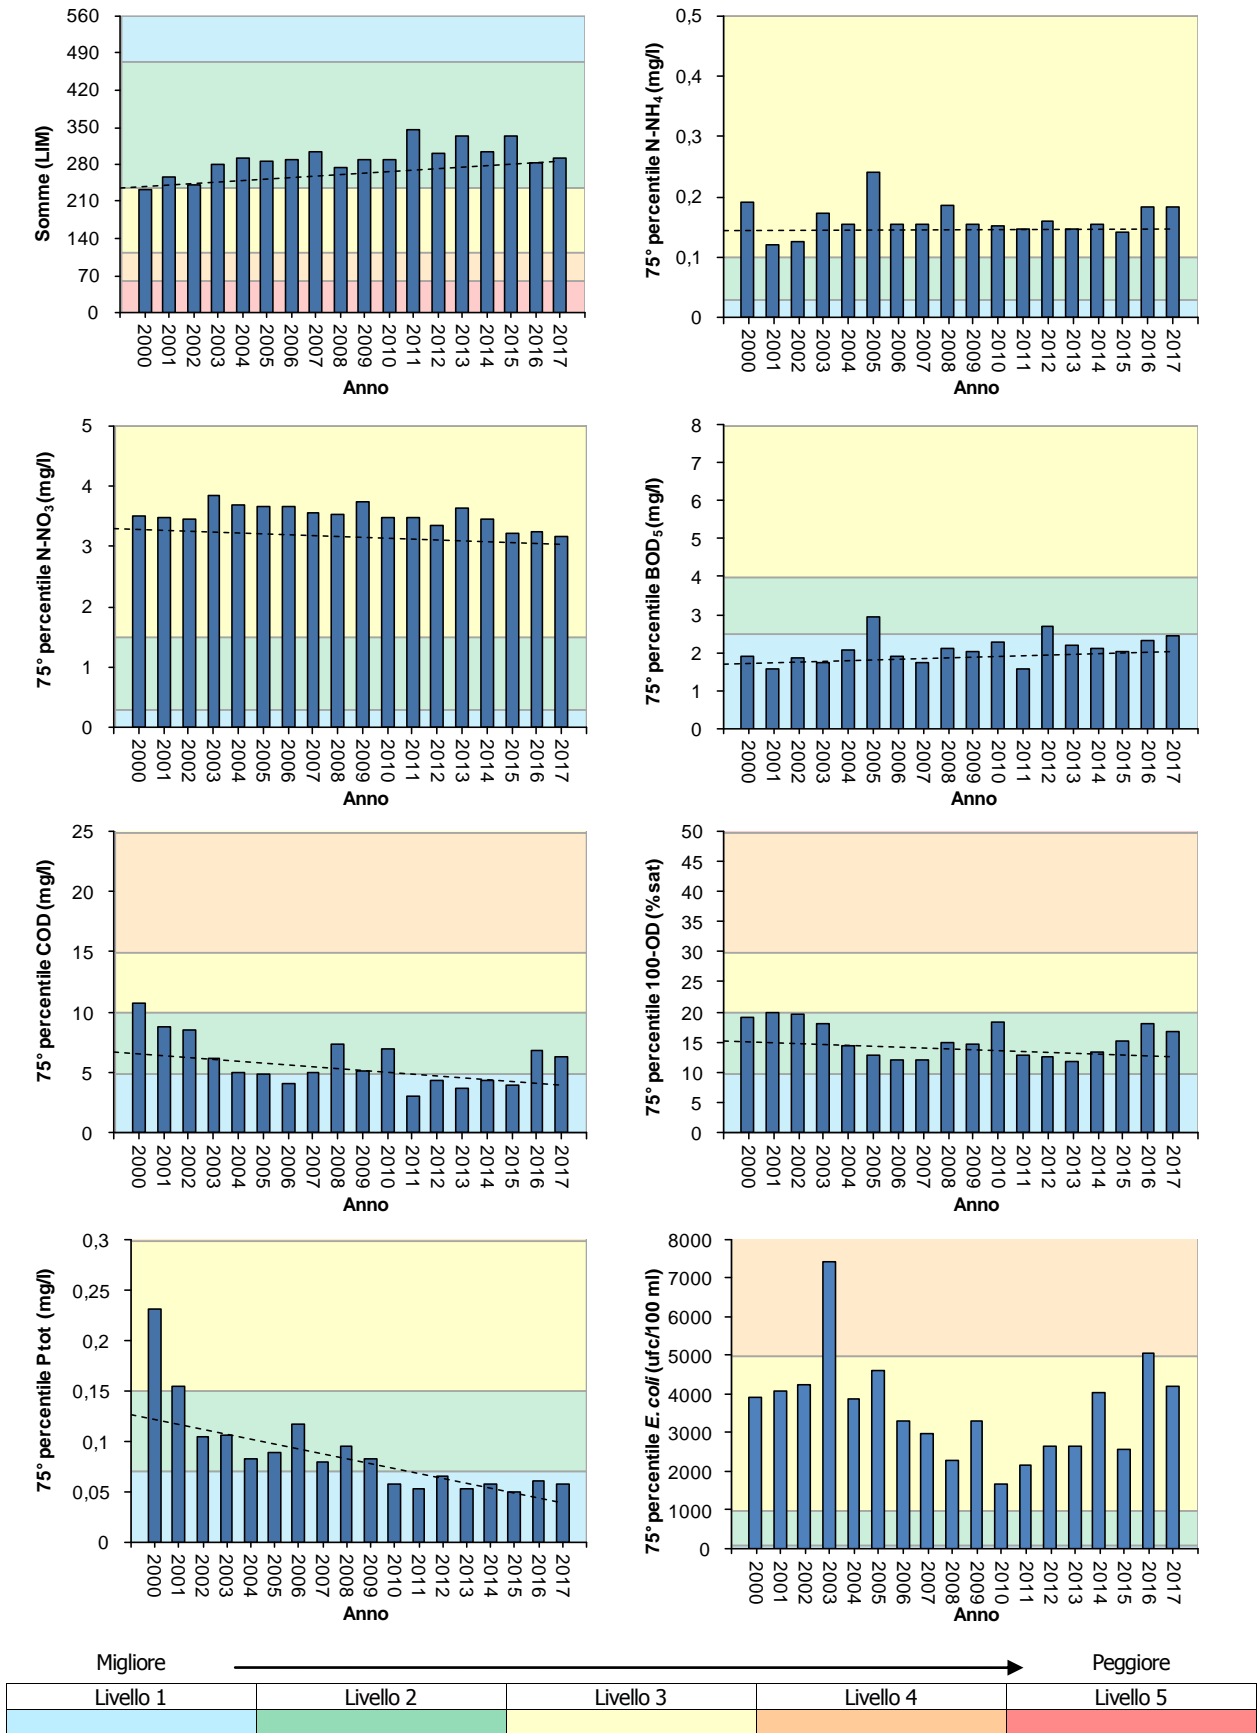 Somme (LIM)
560
490
420
350
280
210
140
70
0
2000 2001 2002 2003 2004 2005 2006 2007 2008 2009 2010 2011 2012 2013 2014 2015 2016 2017
Anno
75° percentile N-NH4 (mg/l)
0,5
0,4
0,3
0,2
0,1
0
2000 2001 2002 2003 2004 2005 2006 2007 2008 2009 2010 2011 2012 2013 2014 2015 2016 2017
Anno
75° percentile N-NO3 (mg/l)
5
4
3
2
1
0
2000 2001 2002 2003 2004 2005 2006 2007 2008 2009 2010 2011 2012 2013 2014 2015 2016 2017
Anno
75° percentile BOD5 (mg/l)
8
7
6
5
4
3
2
1
0
2000 2001 2002 2003 2004 2005 2006 2007 2008 2009 2010 2011 2012 2013 2014 2015 2016 2017
Anno
75° percentile COD (mg/l)
25
20
15
10
5
0
2000 2001 2002 2003 2004 2005 2006 2007 2008 2009 2010 2011 2012 2013 2014 2015 2016 2017
Anno
75° percentile 100-OD (% sat)
50
45
40
35
30
25
20
15
10
5
0
2000 2001 2002 2003 2004 2005 2006 2007 2008 2009 2010 2011 2012 2013 2014 2015 2016 2017
Anno
75° percentile P tot (mg/l)
0,3
0,25
0,2
0,15
0,1
0,05
0
2000 2001 2002 2003 2004 2005 2006 2007 2008 2009 2010 2011 2012 2013 2014 2015 2016 2017
Anno
75° percentile E. coli (ufc/100 ml)
8000
7000
6000
5000
4000
3000
2000
1000
0
2000 2001 2002 2003 2004 2005 2006 2007 2008 2009 2010 2011 2012 2013 2014 2015 2016 2017
Anno
Migliore Peggiore
Livello 1 Livello 2 Livello 3 Livello 4 Livello 5